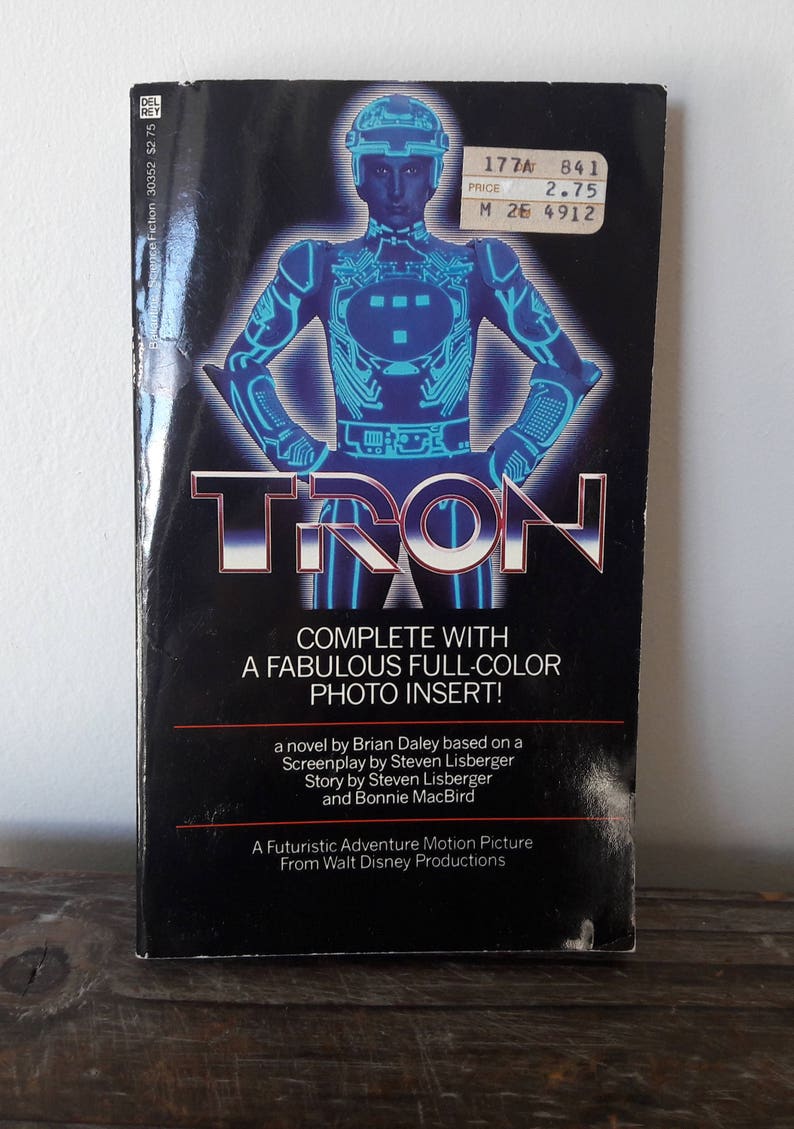 DEL
REY
Science Fiction 30352 $2.75
177A 841
PRICE 2.75
M 2E 4912
TRON
COMPLETE WITH
A FABULOUS FULL-COLOR
PHOTO INSERT!
a novel by Brian Daley based on a
Screenplay by Steven Lisberger
Story by Steven Lisberger
and Bonnie MacBird
A Futuristic Adventure Motion Picture
From Walt Disney Productions